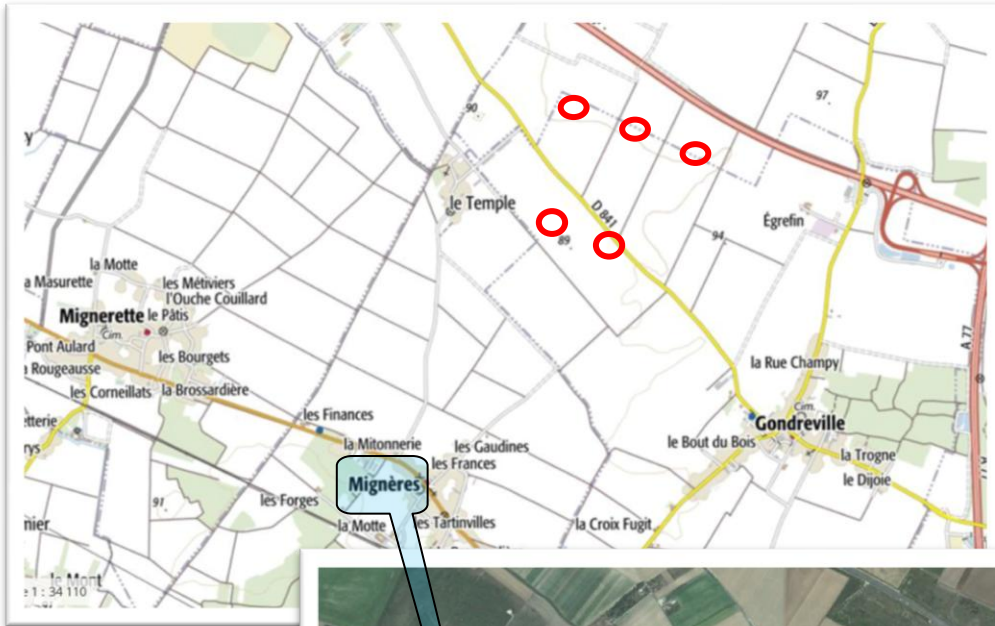 97
90
le Temple
D 841
89
94
Égrefin
la Motte
a Masurette
les Métiviers
l'Ouche Couillard
Mignerette
le Pâtis
Cim.
Pont Aulard
les Bourgets
a Rougeausse
les Corneillats
la Brossardière
etterie
rys
les Finances
la Mitonnerie
les Gaudines
les Frances
Mignères
91
les Forges
la Motte
les Tartinvilles
nier
le Mont
e 1 : 34 110
A 77
la Rue Champy
Cim.
Gondreville
le Bout du Bois
la Trogne
le Dijoie
la Croix Fugit